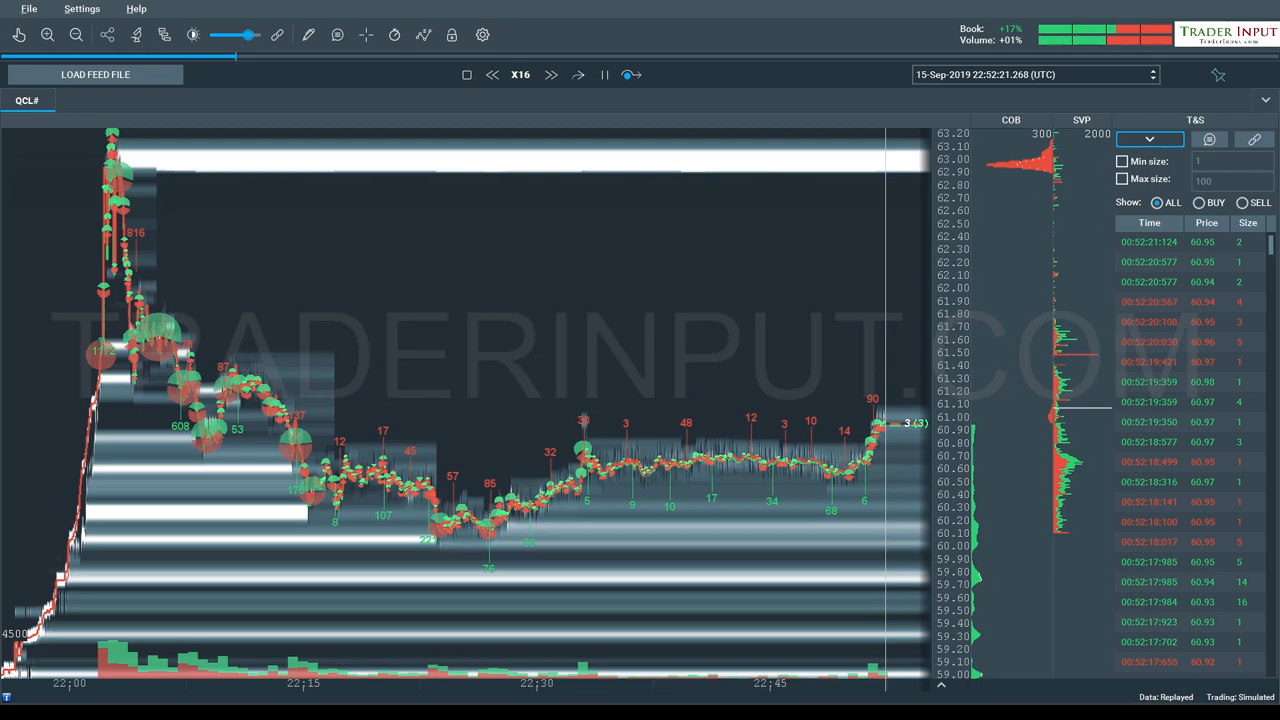 File Settings Help
Book: +17%
Volume: +01%
TRADER INPUT
TraderInput.com
LOAD FEED FILE
X16
15-Sep-2019 22:52:21.268 (UTC)
QCL#
COB SVP T&S
300 2000
63.20
63.10
63.00
62.90
62.80
62.70
62.60
62.50
62.40
62.30
62.20
62.10
62.00
61.90
61.80
61.70
61.60
61.50
61.40
61.30
61.20
61.10
61.00
60.90
60.80
60.70
60.60
60.50
60.40
60.30
60.20
60.10
60.00
59.90
59.80
59.70
59.60
59.50
59.40
59.30
59.20
59.10
59.00
Min size: 1
Max size: 100
Show: ALL BUY SELL
Time Price Size
00:52:21:124 60.95 2
00:52:20:577 60.95 1
00:52:20:577 60.94 2
00:52:20:567 60.94 4
00:52:20:108 60.95 3
00:52:20:030 60.96 5
00:52:19:421 60.97 1
00:52:19:359 60.98 1
00:52:19:359 60.97 4
00:52:19:350 60.97 1
00:52:18:577 60.97 3
00:52:18:499 60.95 1
00:52:18:316 60.97 1
00:52:18:141 60.95 1
00:52:18:100 60.95 1
00:52:18:017 60.95 5
00:52:17:985 60.95 5
00:52:17:985 60.94 14
00:52:17:984 60.93 16
00:52:17:923 60.93 1
00:52:17:702 60.93 1
00:52:17:655 60.92 1
TRADERINPUT.COM
816
87
608
53
12
17
45
8
107
57
85
76
32
5
3
9
48
10
17
12
3
10
14
34
68
6
90
3 (3)
4500
22:00 22:15 22:30 22:45
Data: Replayed Trading: Simulated